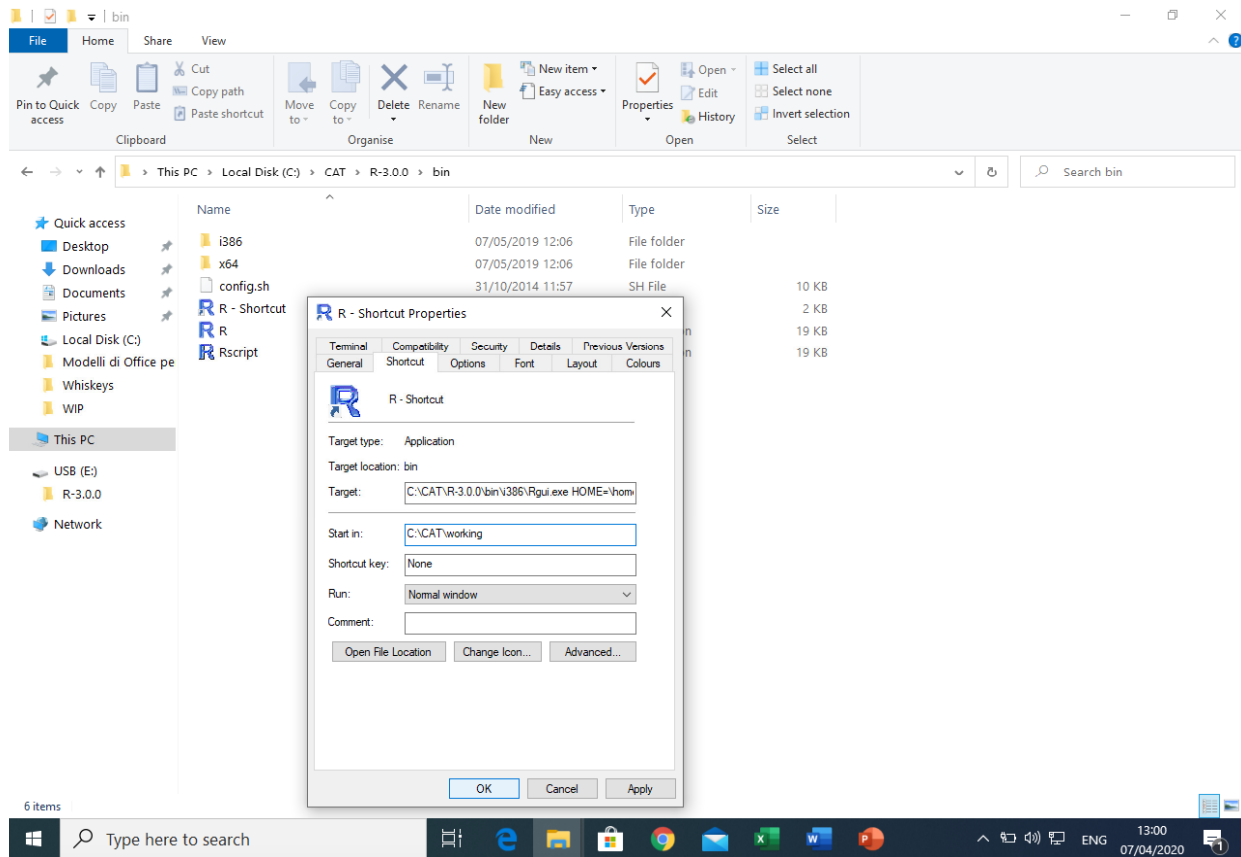 bin
File Home Share View
Pin to Quick access
Copy
Paste
Cut
Copy path
Paste shortcut
Clipboard
Move to
Copy to
Delete
Rename
Organise
New folder
New item
Easy access
New
Properties
Open
Edit
History
Open
Select all
Select none
Invert selection
Select
This PC > Local Disk (C:) > CAT > R-3.0.0 > bin
Search bin
Quick access
Desktop
Downloads
Documents
Pictures
Local Disk (C:)
Modelli di Office pe
Whiskeys
WIP
This PC
USB (E:)
R-3.0.0
Network
Name Date modified Type Size
i386 07/05/2019 12:06 File folder
x64 07/05/2019 12:06 File folder
config.sh 31/10/2014 11:57 SH File 10 KB
R - Shortcut 2 KB
R n 19 KB
Rscript n 19 KB
R - Shortcut Properties
Terminal Compatibility Security Details Previous Versions
General Shortcut Options Font Layout Colours
R - Shortcut
Target type: Application
Target location: bin
Target: C:\CAT\R-3.0.0\bin\i386\Rgui.exe HOME=\hom
Start in: C:\CAT\working
Shortcut key: None
Run: Normal window
Comment:
Open File Location Change Icon... Advanced...
OK Cancel Apply
6 items
Type here to search
ENG
13:00
07/04/2020
1